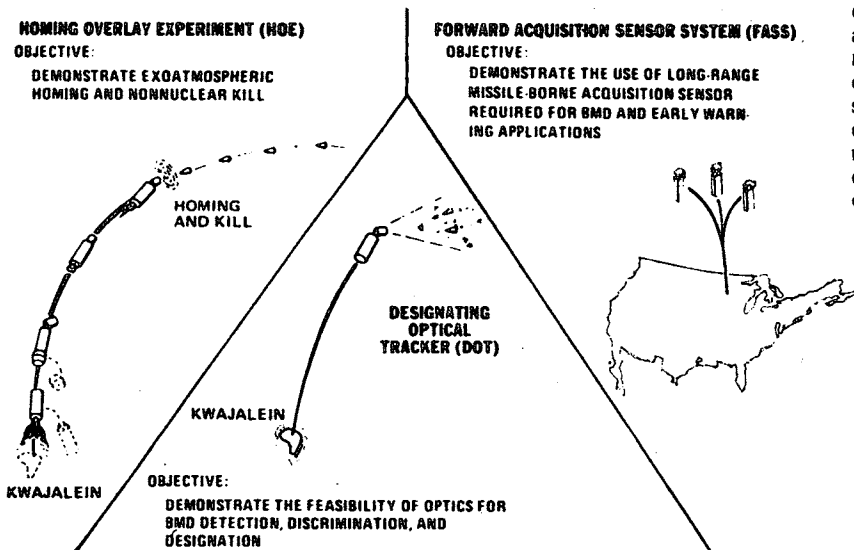 HOMING OVERLAY EXPERIMENT (HOE)
OBJECTIVE:
DEMONSTRATE EXOATMOSPHERIC
HOMING AND NONNUCLEAR KILL
HOMING
AND KILL
KWAJALEIN
DESIGNATING
OPTICAL
TRACKER (DOT)
KWAJALEIN
OBJECTIVE:
DEMONSTRATE THE FEASIBILITY OF OPTICS FOR
BMD DETECTION, DISCRIMINATION, AND
DESIGNATION
FORWARD ACQUISITION SENSOR SYSTEM (FASS)
OBJECTIVE:
DEMONSTRATE THE USE OF LONG-RANGE
MISSILE-BORNE ACQUISITION SENSOR
REQUIRED FOR BMD AND EARLY WARN-
ING APPLICATIONS